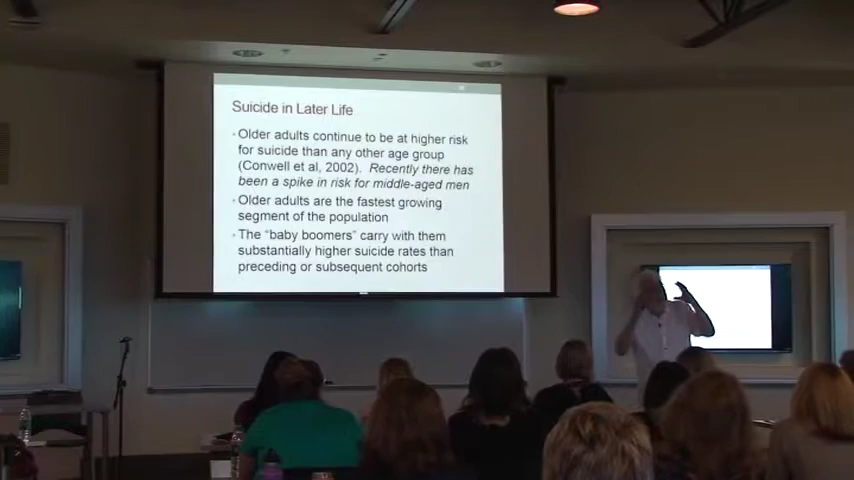 Suicide in Later Life
• Older adults continue to be at higher risk
for suicide than any other age group
(Conwell et al, 2002). Recently there has
been a spike in risk for middle-aged men
• Older adults are the fastest growing
segment of the population
• The “baby boomers” carry with them
substantially higher suicide rates than
preceding or subsequent cohorts